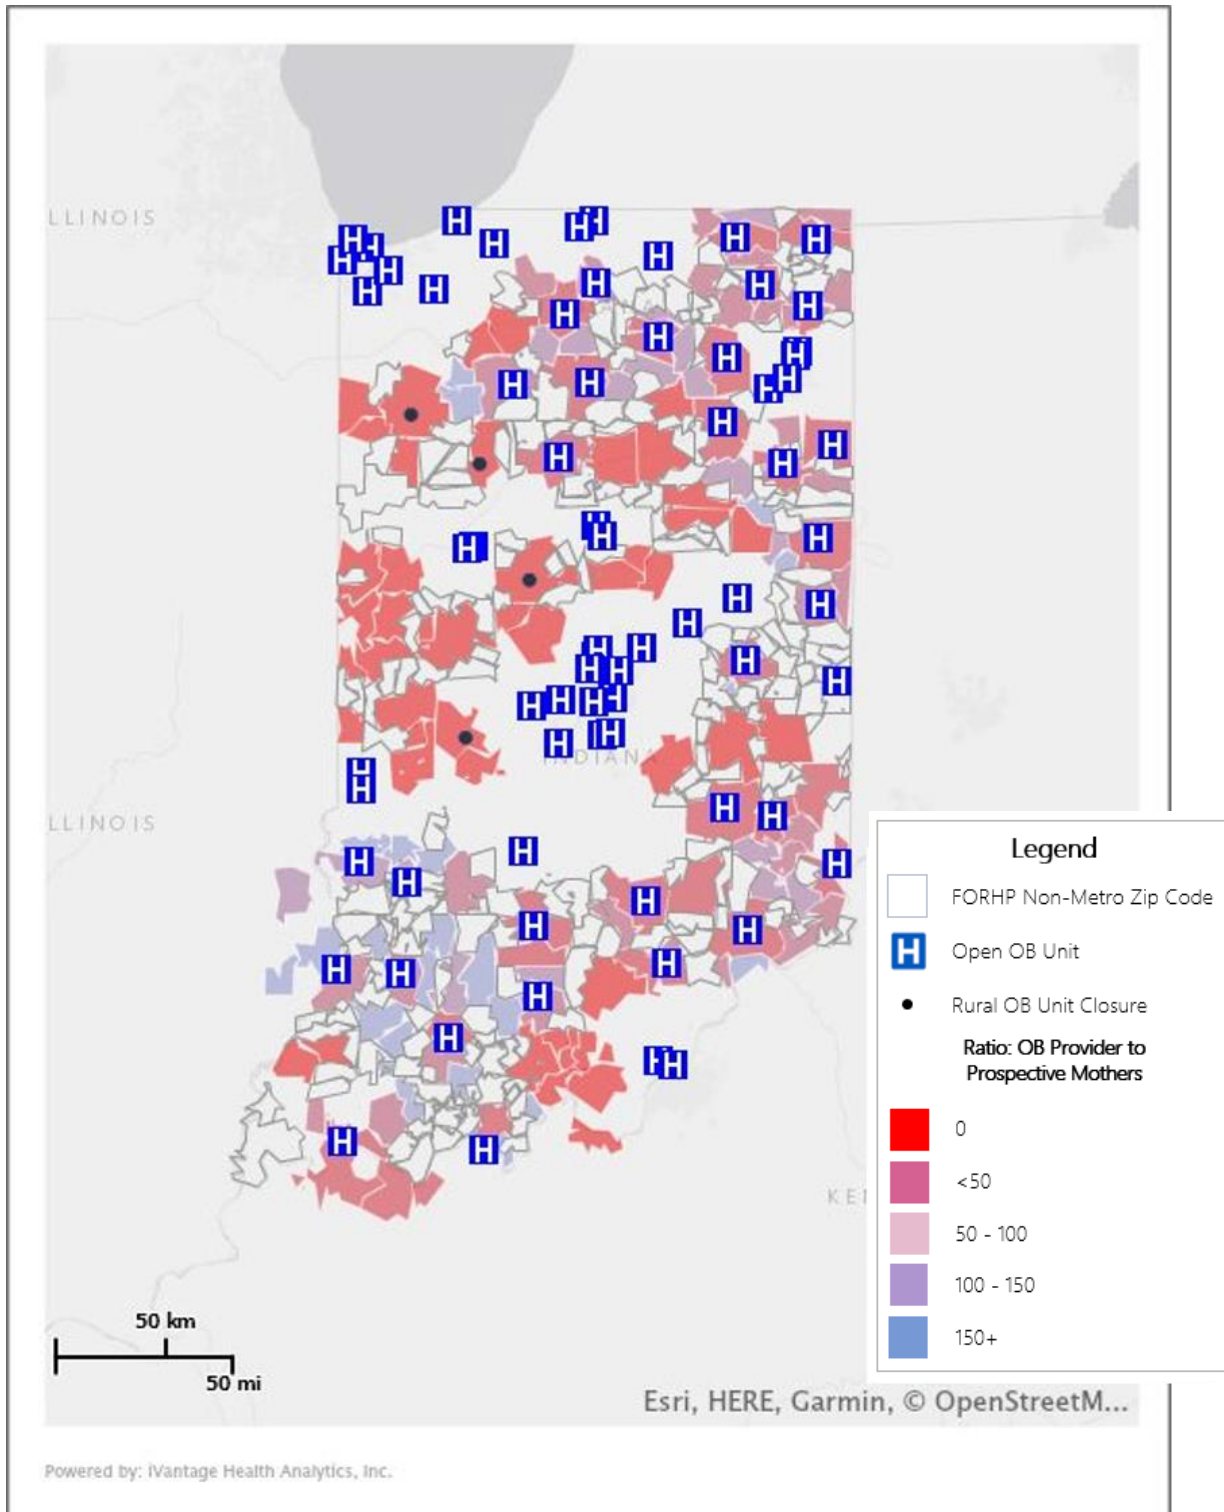 LLINOIS
INDIANA
LLINOIS
KEN
Legend
FORHP Non-Metro Zip Code
H Open OB Unit
Rural OB Unit Closure
Ratio: OB Provider to
Prospective Mothers
0
<50
50 - 100
100 - 150
150+
50 km
50 mi
Esri, HERE, Garmin, © OpenStreetM...
Powered by: iVantage Health Analytics, Inc.